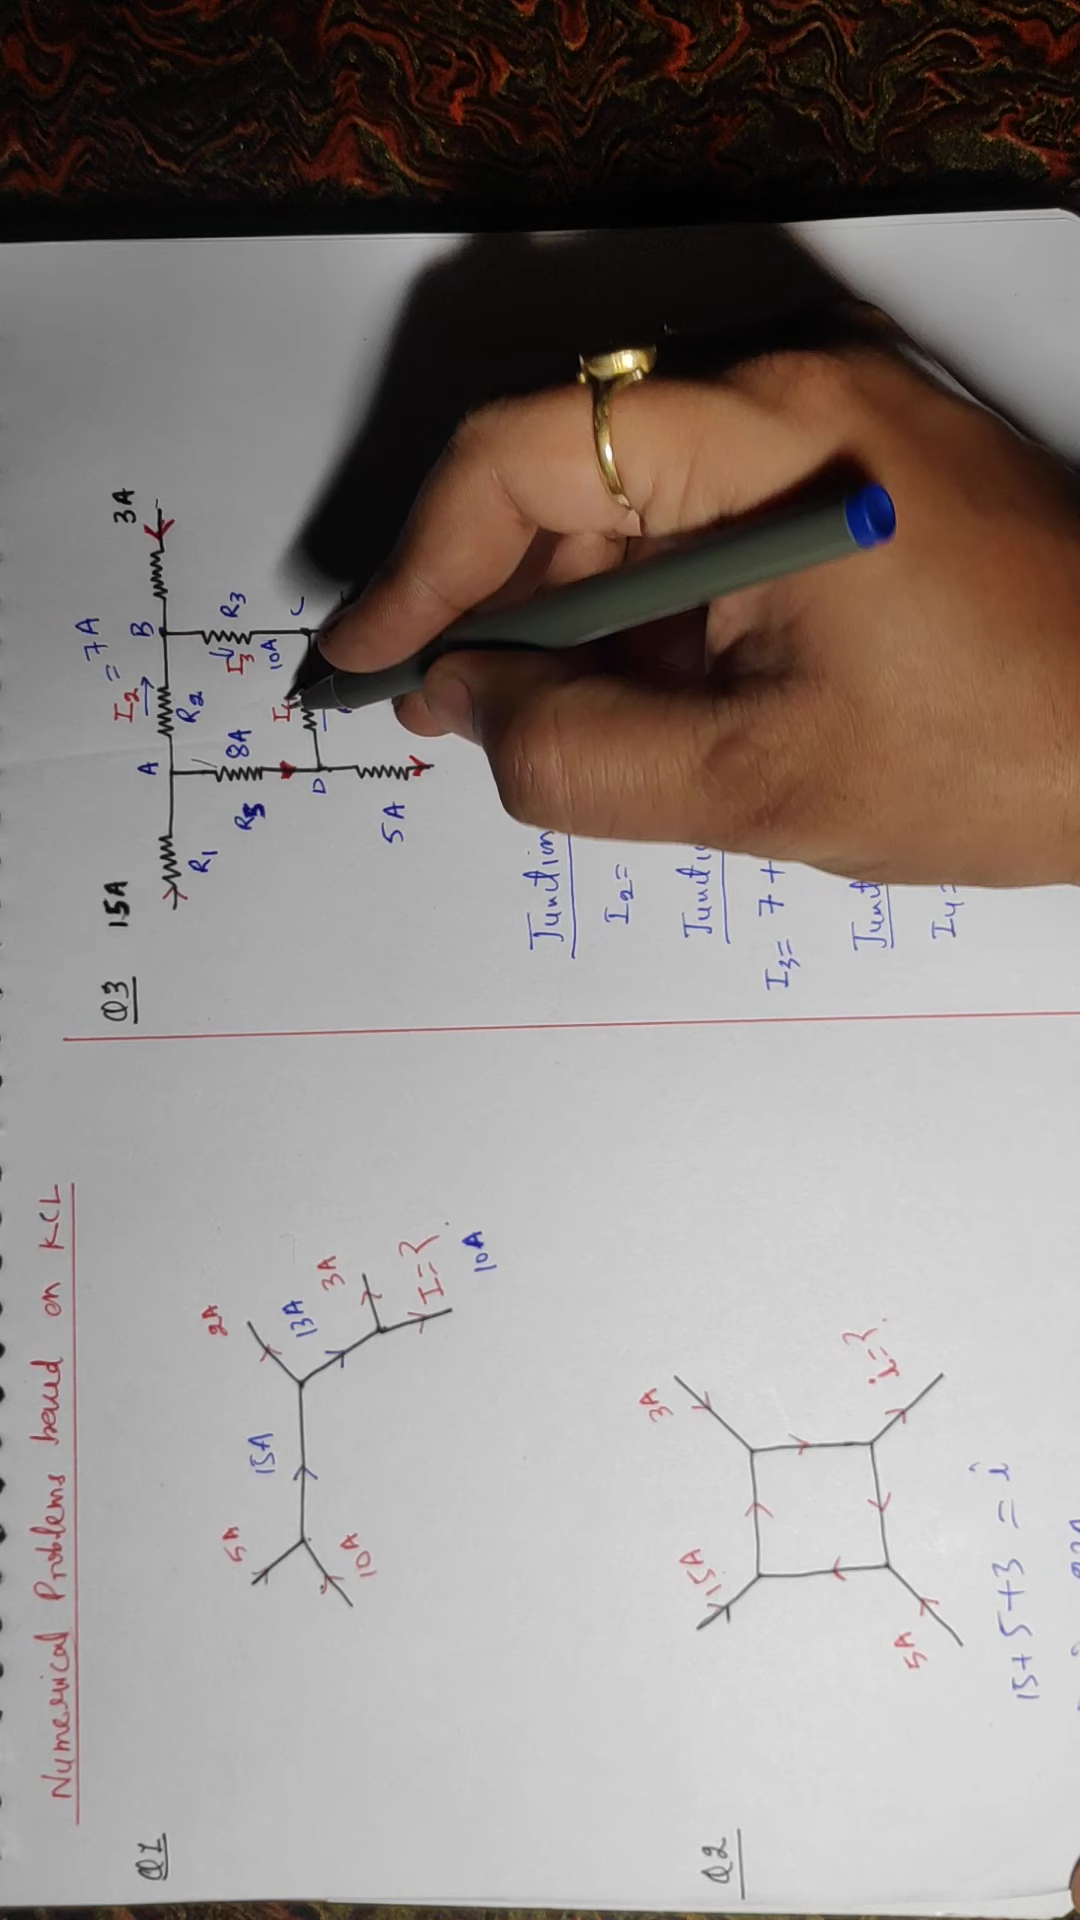 Numerical Problems based on KCL
Q1
5A
10A
15A
2A
13A
3A
I=?
10A
Q2
15A
3A
5A
i=?
15+5+3 = i
Q3
15A
I2 = 7A
3A
A
B
R1
R2
R5
8A
I3
R3
10A
C
D
5A
Junction
I2=
I3= 7+
I4=